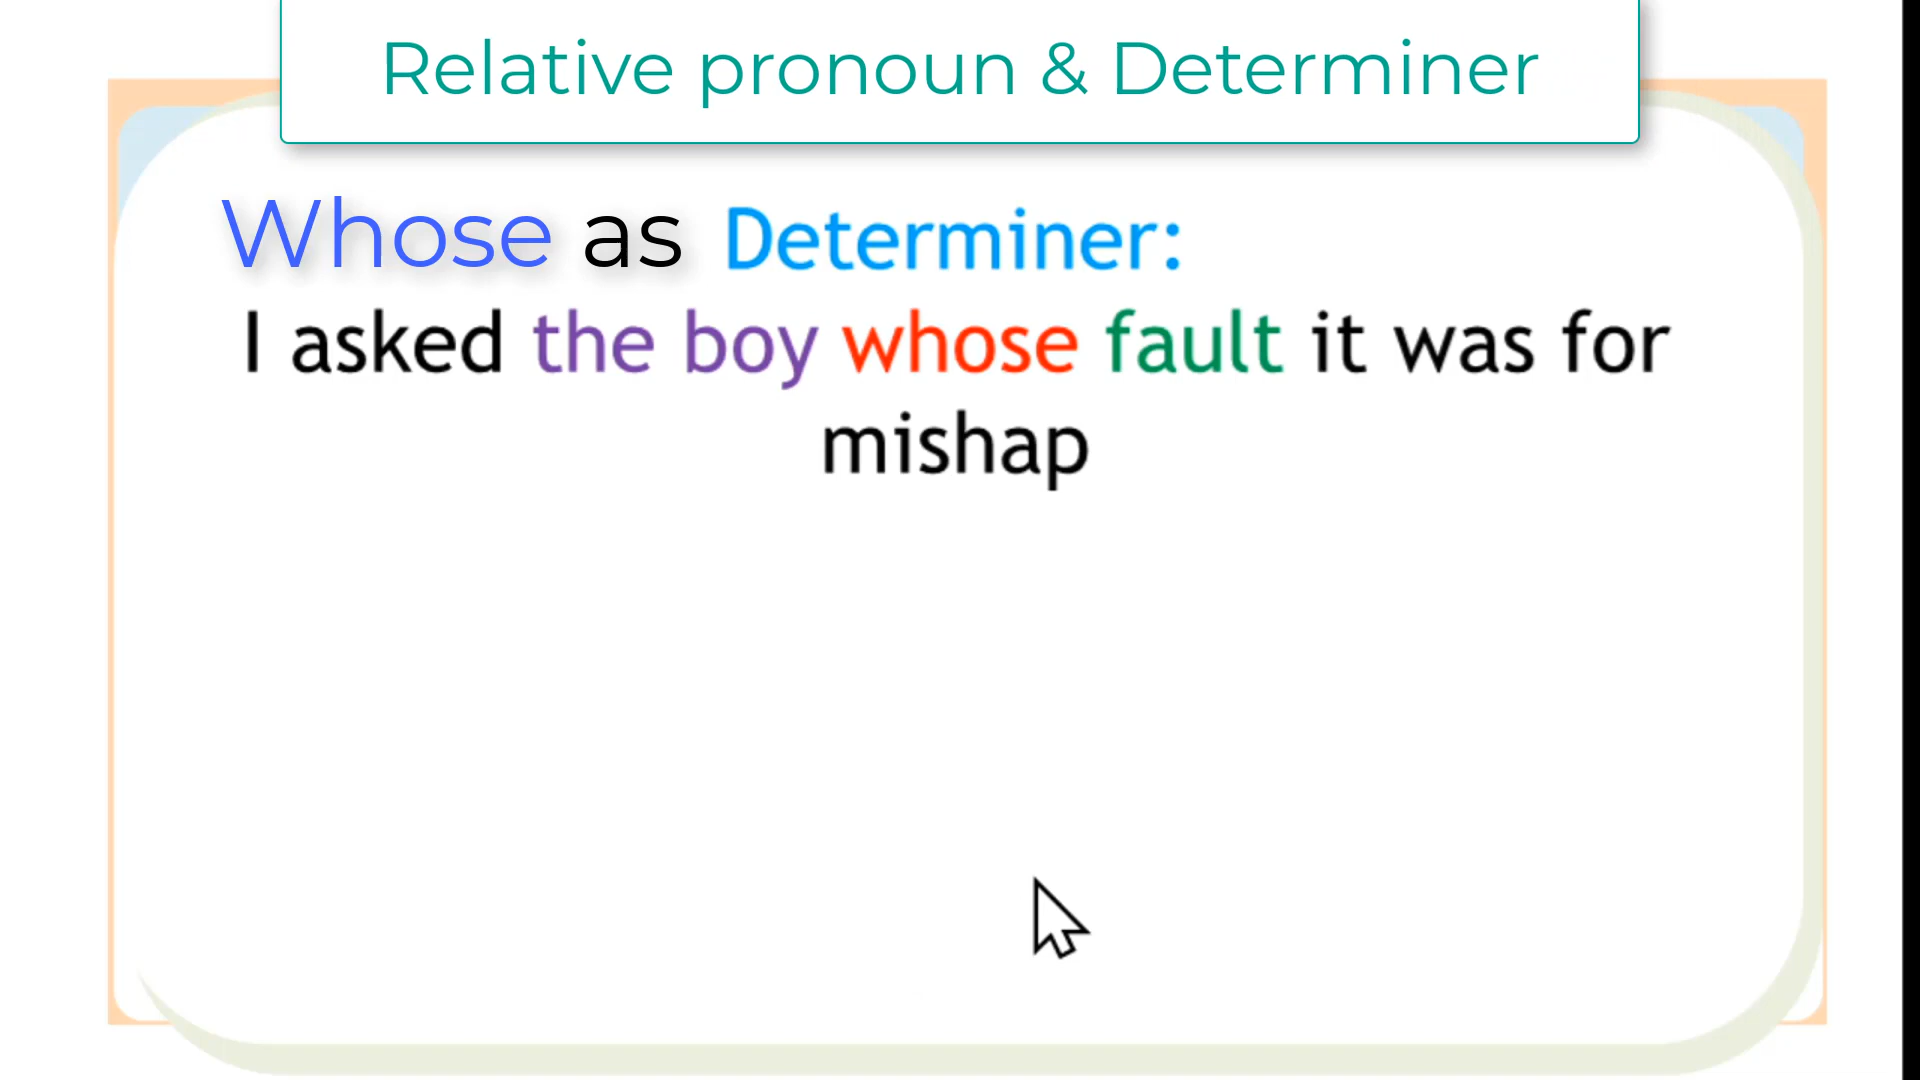 Relative pronoun & Determiner
Whose as Determiner:
I asked the boy whose fault it was for
mishap